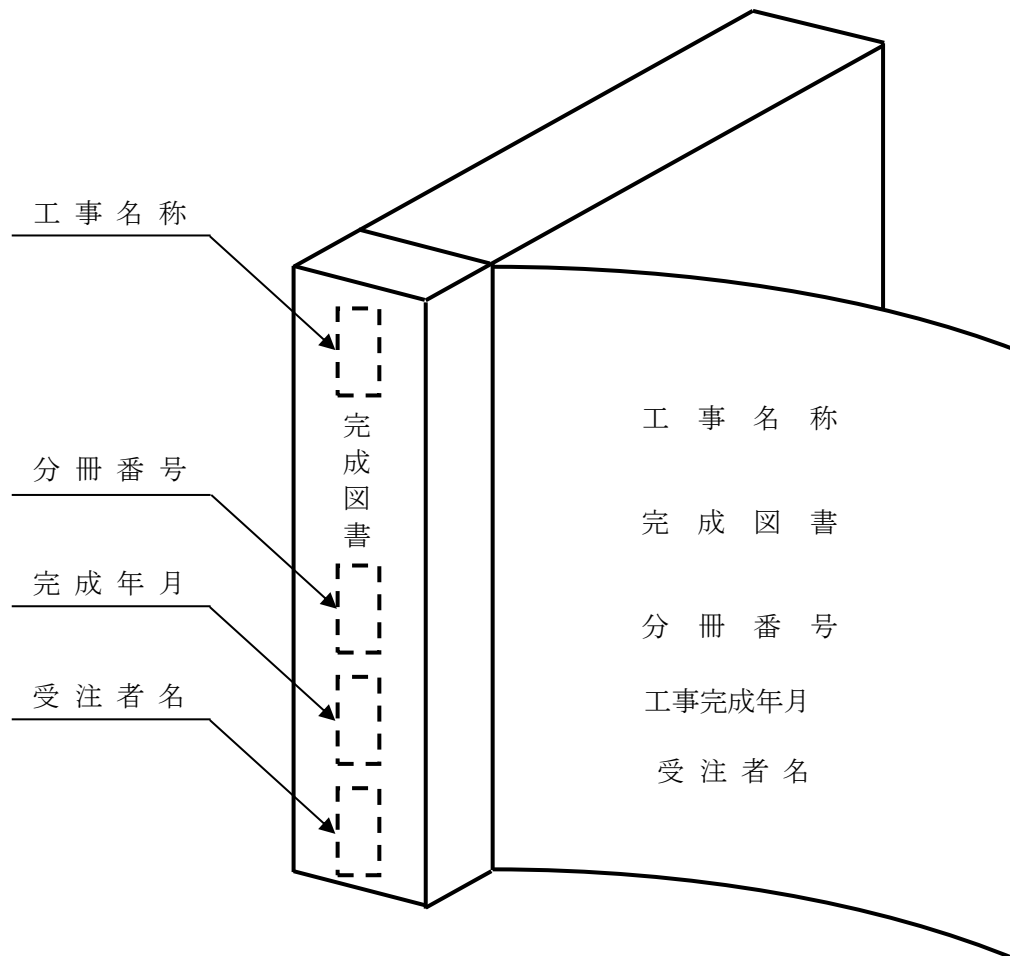 工事名称
分冊番号
完成年月
受注者名
完成図書
工事名称
完成図書
分冊番号
工事完成年月
受注者名